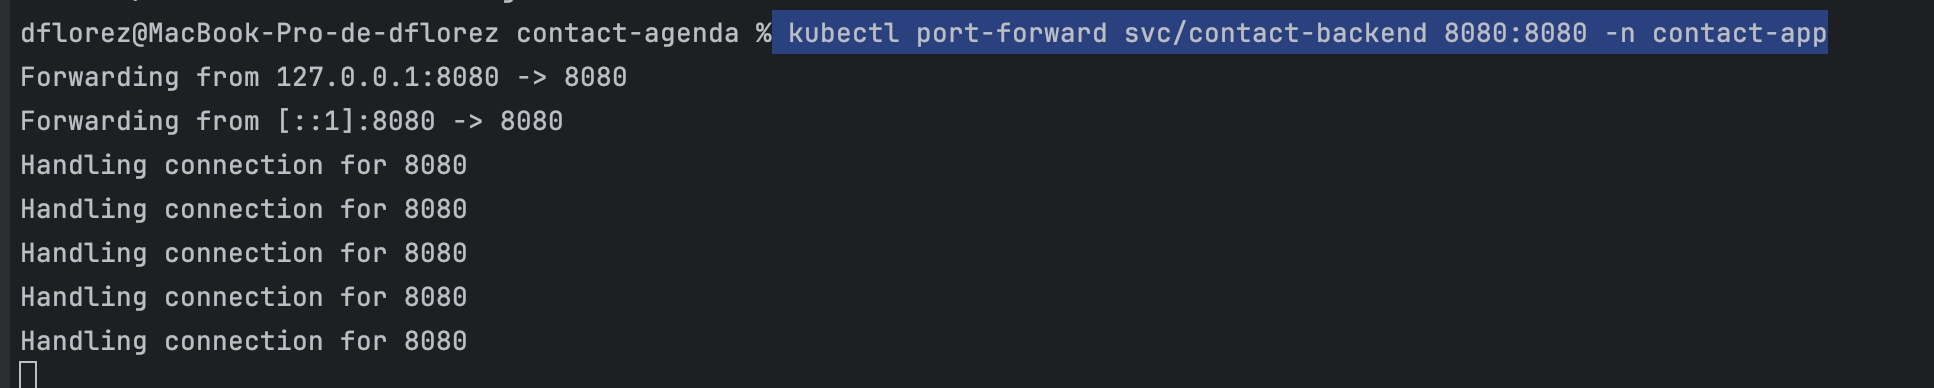 dflorez@MacBook-Pro-de-dflorez contact-agenda % kubectl port-forward svc/contact-backend 8080:8080 -n contact-app
Forwarding from 127.0.0.1:8080 -> 8080
Forwarding from [::1]:8080 -> 8080
Handling connection for 8080
Handling connection for 8080
Handling connection for 8080
Handling connection for 8080
Handling connection for 8080